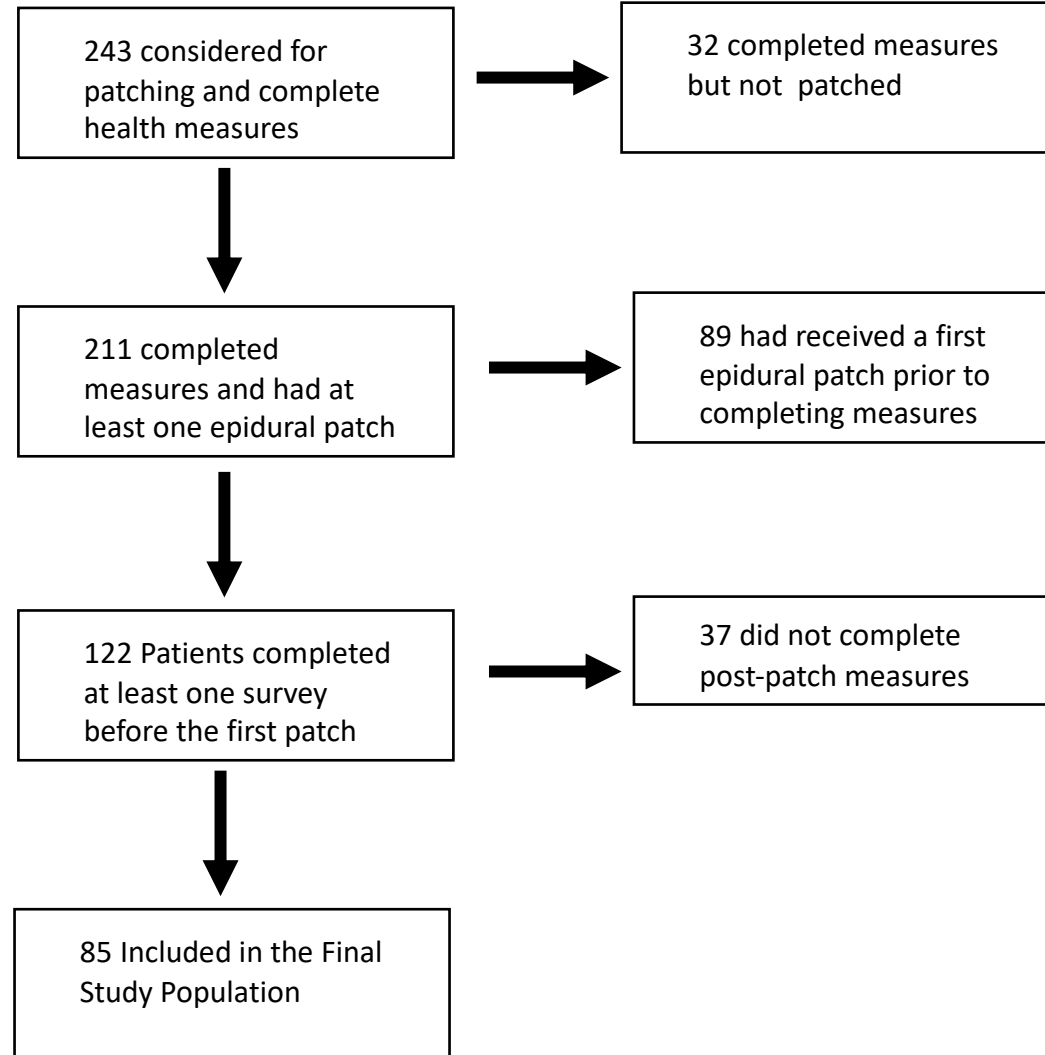 243 considered for
patching and complete
health measures
32 completed measures
but not  patched
211 completed
measures and had at
least one epidural patch
89 had received a first
epidural patch prior to
completing measures
122 Patients completed
at least one survey
before the first patch
37 did not complete
post-patch measures
85 Included in the Final
Study Population